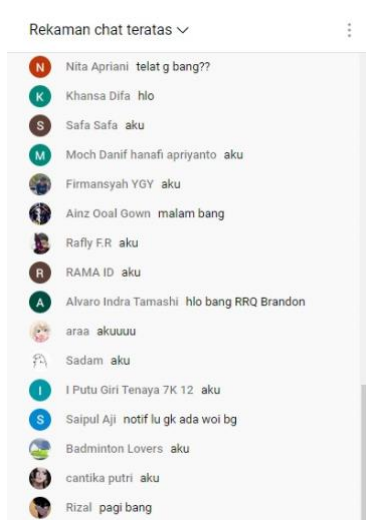 Rekaman chat teratas
N Nita Apriani telat g bang??
K Khansa Difa hlo
S Safa Safa aku
M Moch Danif hanafi apriyanto aku
Firmansyah YGY aku
Ainz Ooal Gown malam bang
Rafly F.R aku
R RAMA ID aku
A Alvaro Indra Tamashi hlo bang RRQ Brandon
araa akuuuu
Sadam aku
I I Putu Giri Tenaya 7K 12 aku
S Saipul Aji notif lu gk ada woi bg
Badminton Lovers aku
cantika putri aku
Rizal pagi bang